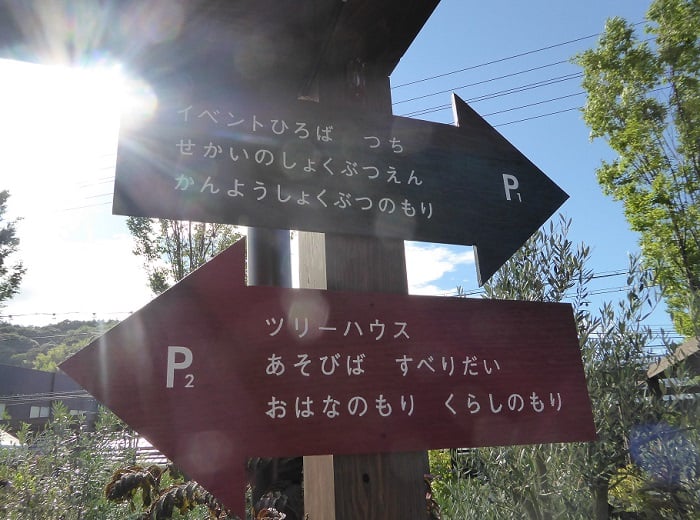 イベントひろば　つち
せかいのしょくぶつえん
かんようしょくぶつのもり
P1
ツリーハウス
P2
あそびば　すべりだい
おはなのもり　くらしのもり